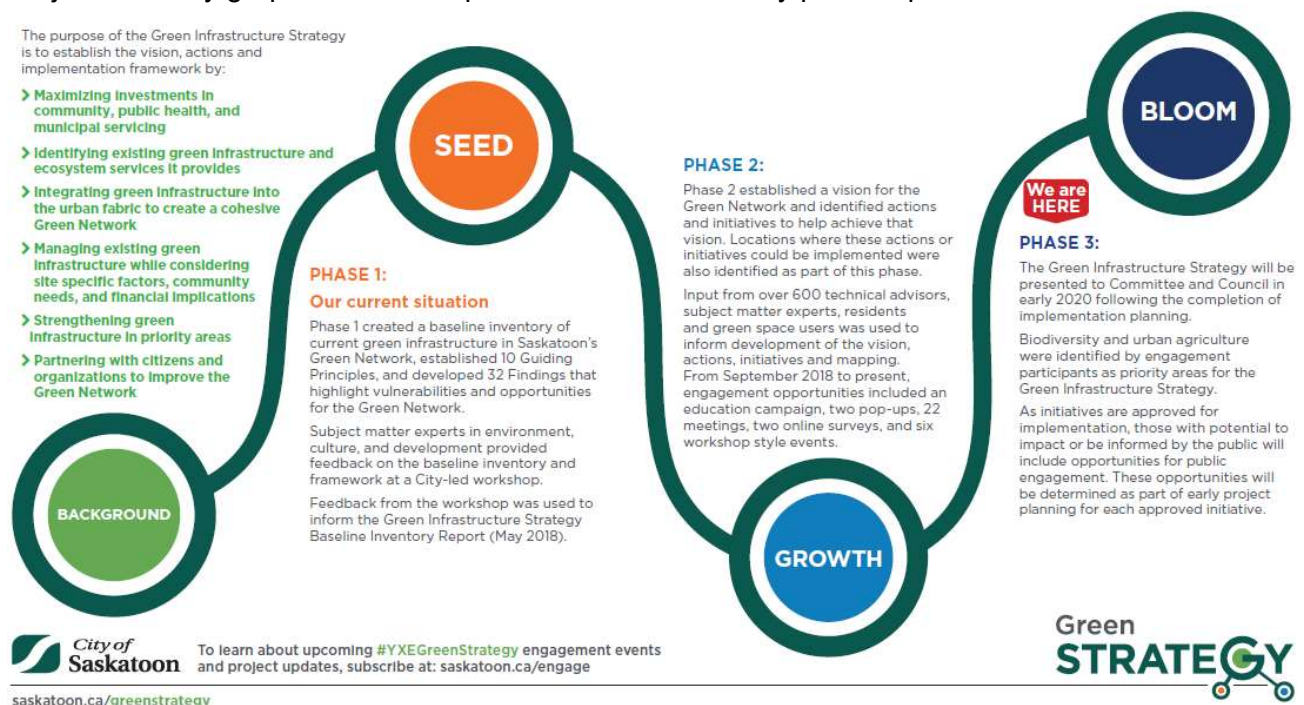 The purpose of the Green Infrastructure Strategy
is to establish the vision, actions and
implementation framework by:
Maximizing investments in
community, public health, and
municipal servicing
Identifying existing green infrastructure and
ecosystem services it provides
Integrating green infrastructure into
the urban fabric to create a cohesive
Green Network
Managing existing green
infrastructure while considering
site specific factors, community
needs, and financial implications
Strengthening green
infrastructure in priority areas
Partnering with citizens and
organizations to improve the
Green Network
BACKGROUND
SEED
PHASE 1:
Our current situation
Phase 1 created a baseline inventory of
current green infrastructure in Saskatoon's
Green Network, established 10 Guiding
Principles, and developed 32 Findings that
highlight vulnerabilities and opportunities
for the Green Network.
Subject matter experts in environment,
culture, and development provided
feedback on the baseline inventory and
framework at a City-led workshop.
Feedback from the workshop was used to
inform the Green Infrastructure Strategy
Baseline Inventory Report (May 2018).
PHASE 2:
Phase 2 established a vision for the
Green Network and identified actions
and initiatives to help achieve that
vision. Locations where these actions or
initiatives could be implemented were
also identified as part of this phase.
Input from over 600 technical advisors,
subject matter experts, residents
and green space users was used to
inform development of the vision,
actions, initiatives and mapping.
From September 2018 to present,
engagement opportunities included an
education campaign, two pop-ups, 22
meetings, two online surveys, and six
workshop style events.
GROWTH
BLOOM
We are
HERE
PHASE 3:
The Green Infrastructure Strategy will be
presented to Committee and Council in
early 2020 following the completion of
implementation planning.
Biodiversity and urban agriculture
were identified by engagement
participants as priority areas for the
Green Infrastructure Strategy.
As initiatives are approved for
implementation, those with potential to
impact or be informed by the public will
include opportunities for public
engagement. These opportunities will
be determined as part of early project
planning for each approved initiative.
City of
Saskatoon
To learn about upcoming #YXEGreenStrategy engagement events
and project updates, subscribe at: saskatoon.ca/engage
Green
STRATEGY
saskatoon.ca/greenstrategy